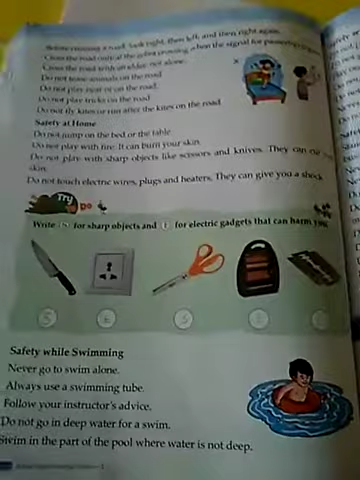 Before crossing a road, look right, then left, and then right again.
Cross the road only at the zebra crossing when the signal for pedestrians
Cross the road with an elder, not alone.
Do not tease animals on the road
Do not play near or on the road.
Do not play tricks on the road
Do not fly kites or run after the kites on the road
Safety at Home
Do not jump on the bed or the table
Do not play with fire. It can burn your skin.
Do not play with sharp objects like scissors and knives. They can cut your
skin.
Do not touch electric wires, plugs and heaters. They can give you a shock
Try
Write S for sharp objects and E for electric gadgets that can harm you
S
E
S
E
Safety while Swimming
Never go to swim alone.
Always use a swimming tube.
Follow your instructor's advice.
Do not go in deep water for a swim.
Swim in the part of the pool where water is not deep.